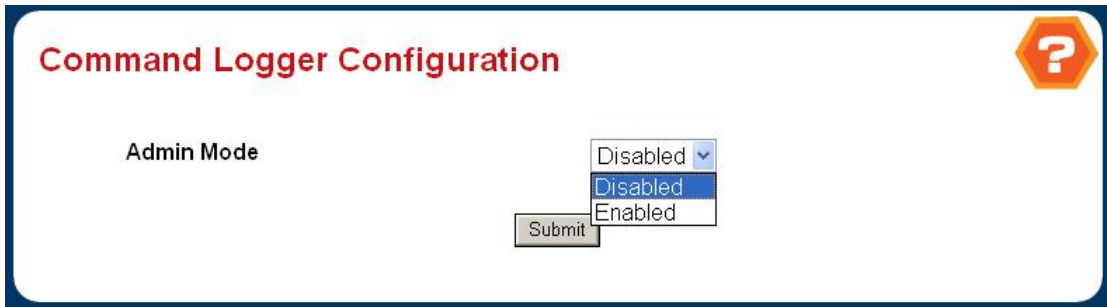 Command Logger Configuration
?
Admin Mode
Disabled
Disabled
Enabled
Submit